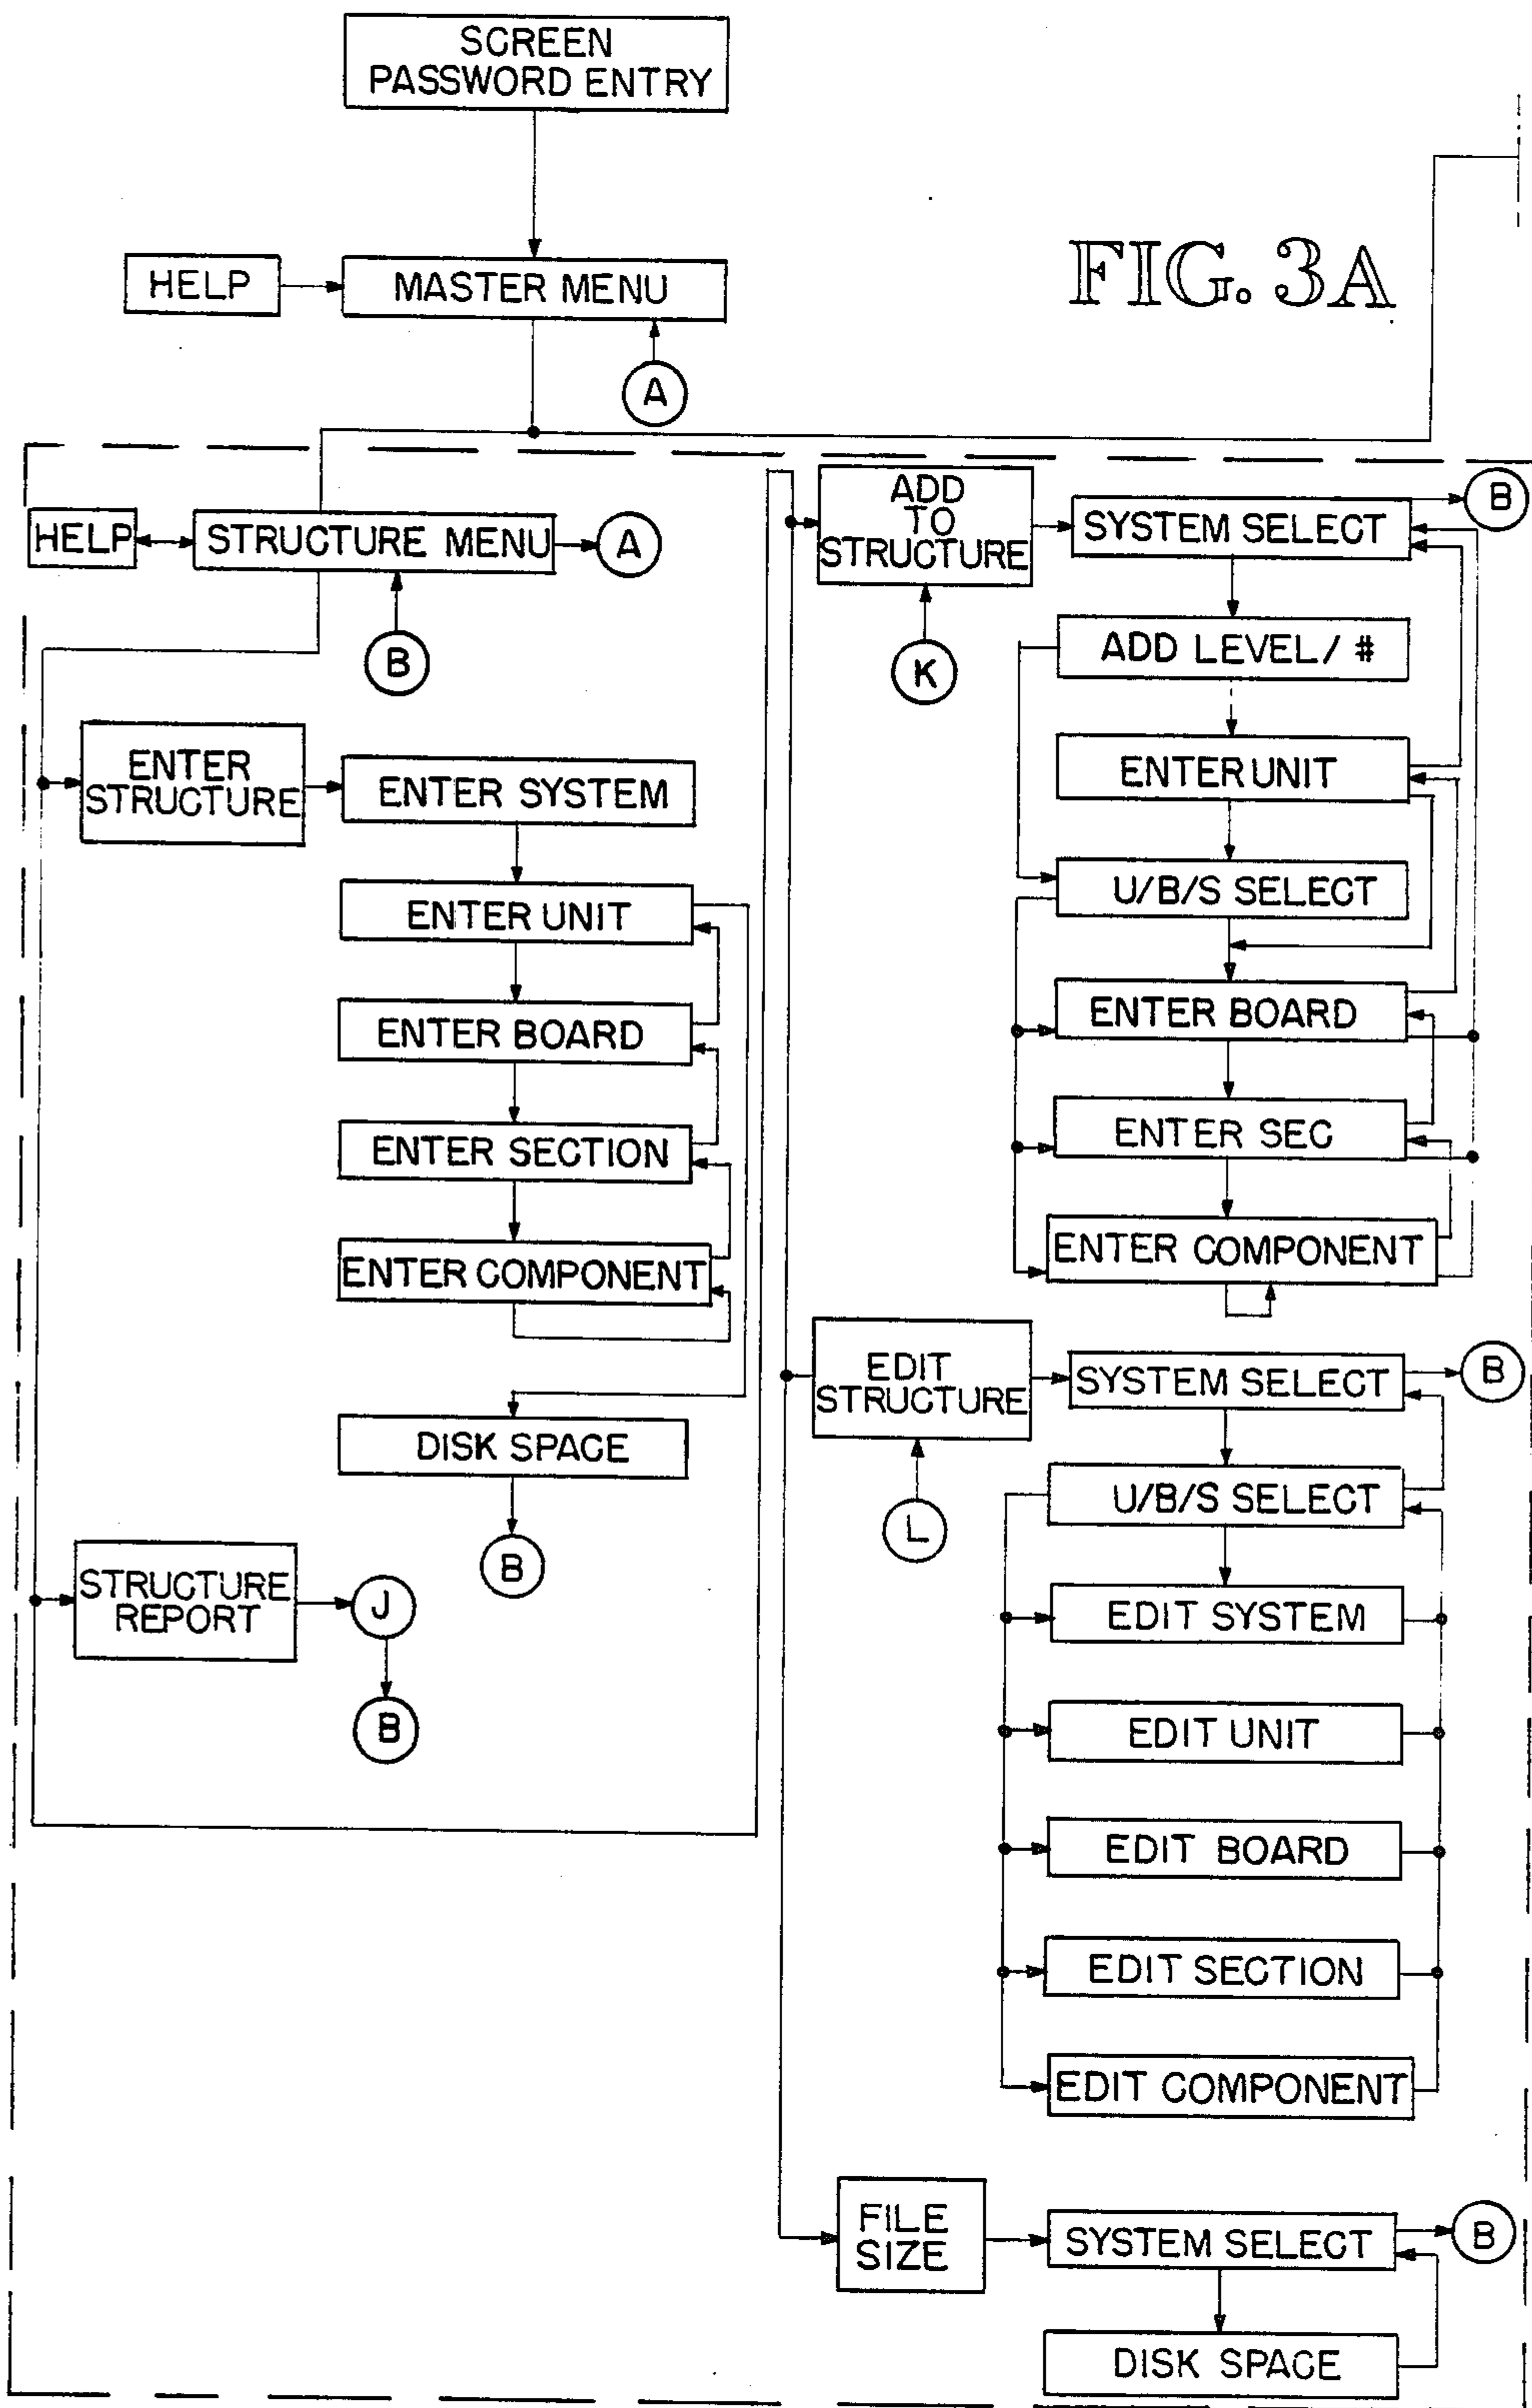 SCREEN
PASSWORD ENTRY
HELP
MASTER MENU
FIG. 3A
A
HELP
STRUCTURE MENU
A
B
ENTER
STRUCTURE
ENTER SYSTEM
ENTER UNIT
ENTER BOARD
ENTER SECTION
ENTER COMPONENT
DISK SPACE
B
STRUCTURE
REPORT
J
B
ADD
TO
STRUCTURE
K
SYSTEM SELECT
B
ADD LEVEL/ #
ENTER UNIT
U/B/S SELECT
ENTER BOARD
ENTER SEC
ENTER COMPONENT
EDIT
STRUCTURE
L
SYSTEM SELECT
B
U/B/S SELECT
EDIT SYSTEM
EDIT UNIT
EDIT BOARD
EDIT SECTION
EDIT COMPONENT
FILE
SIZE
SYSTEM SELECT
B
DISK SPACE